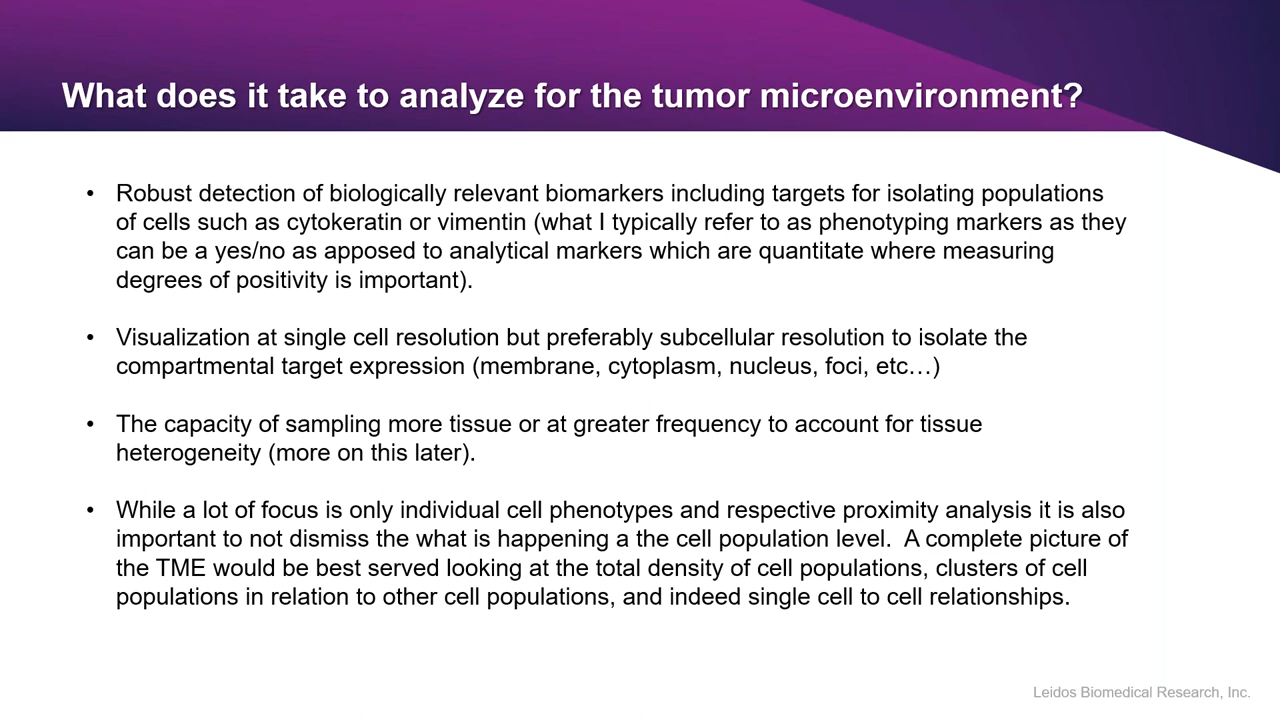 What does it take to analyze for the tumor microenvironment?
• Robust detection of biologically relevant biomarkers including targets for isolating populations
of cells such as cytokeratin or vimentin (what I typically refer to as phenotyping markers as they
can be a yes/no as apposed to analytical markers which are quantitate where measuring
degrees of positivity is important).
• Visualization at single cell resolution but preferably subcellular resolution to isolate the
compartmental target expression (membrane, cytoplasm, nucleus, foci, etc…)
• The capacity of sampling more tissue or at greater frequency to account for tissue
heterogeneity (more on this later).
• While a lot of focus is only individual cell phenotypes and respective proximity analysis it is also
important to not dismiss the what is happening a the cell population level.  A complete picture of
the TME would be best served looking at the total density of cell populations, clusters of cell
populations in relation to other cell populations, and indeed single cell to cell relationships.
Leidos Biomedical Research, Inc.